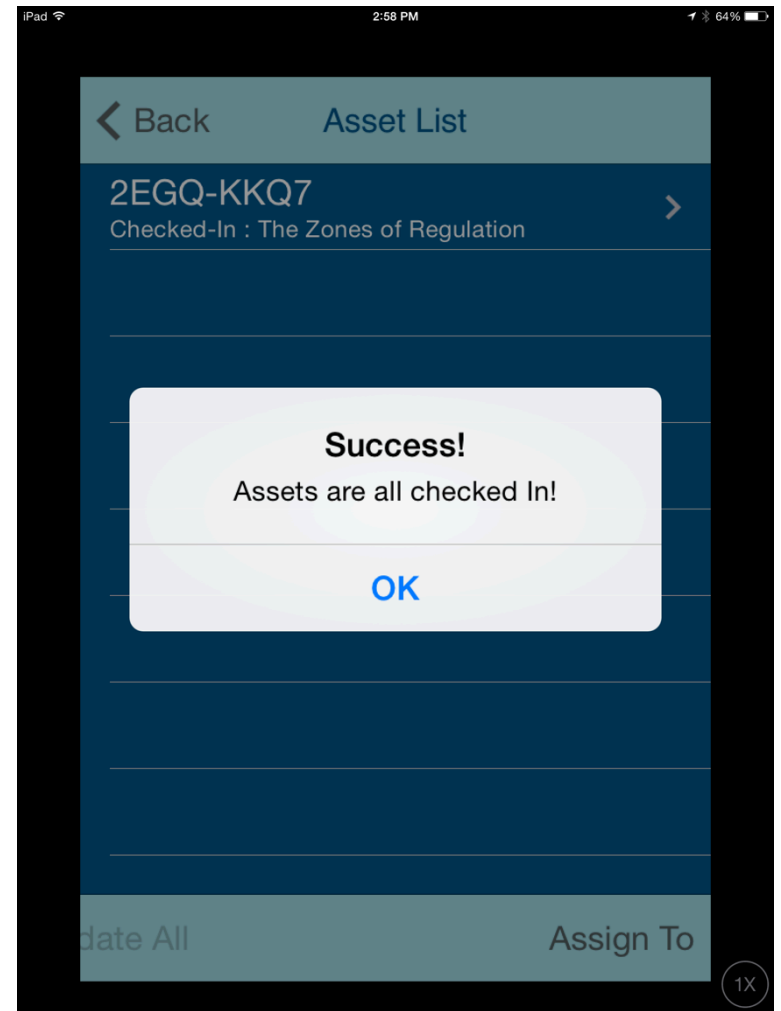 iPad 2:58 PM 64%
Back Asset List
2EGQ-KKQ7
Checked-In : The Zones of Regulation
Success!
Assets are all checked In!
OK
date All Assign To
1X